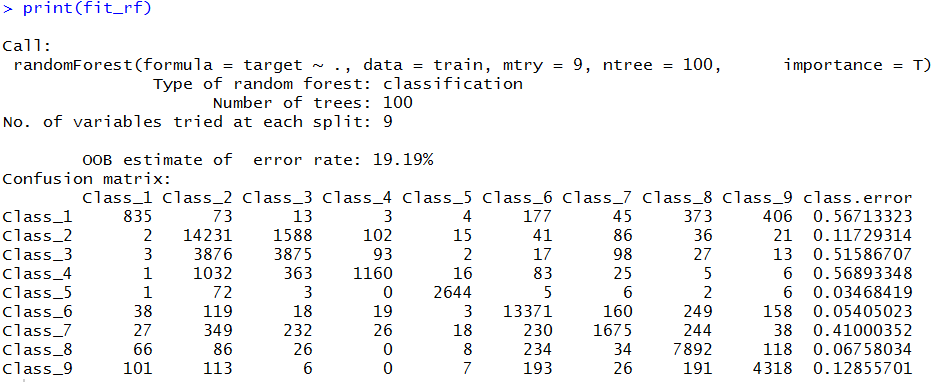 > print(fit_rf)
Call:
randomForest(formula = target ~ ., data = train, mtry = 9, ntree = 100, importance = T)
Type of random forest: classification
Number of trees: 100
No. of variables tried at each split: 9
OOB estimate of error rate: 19.19%
Confusion matrix:
Class_1 Class_2 Class_3 Class_4 Class_5 Class_6 Class_7 Class_8 Class_9 class.error
Class_1 835 73 13 3 4 177 45 373 406 0.56713323
Class_2 2 14231 1588 102 15 41 86 36 21 0.11729314
Class_3 3 3876 3875 93 2 17 98 27 13 0.51586707
Class_4 1 1032 363 1160 16 83 25 5 6 0.56893348
Class_5 1 72 3 0 2644 5 6 2 6 0.03468419
Class_6 38 119 18 19 3 13371 160 249 158 0.05405023
Class_7 27 349 232 26 18 230 1675 244 38 0.41000352
Class_8 66 86 26 0 8 234 34 7892 118 0.06758034
Class_9 101 113 6 0 7 193 26 191 4318 0.12855701